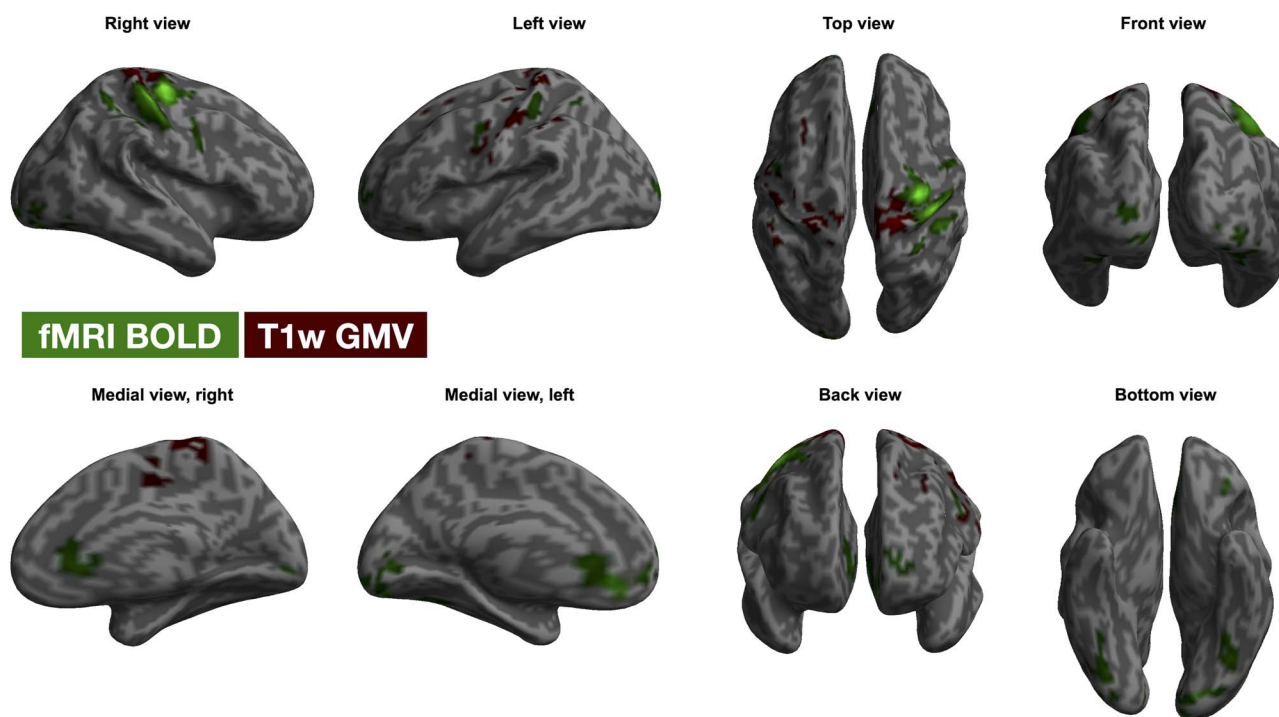 Right view
Left view
Top view
Front view
fMRI BOLD
T1w GMV
Medial view, right
Medial view, left
Back view
Bottom view